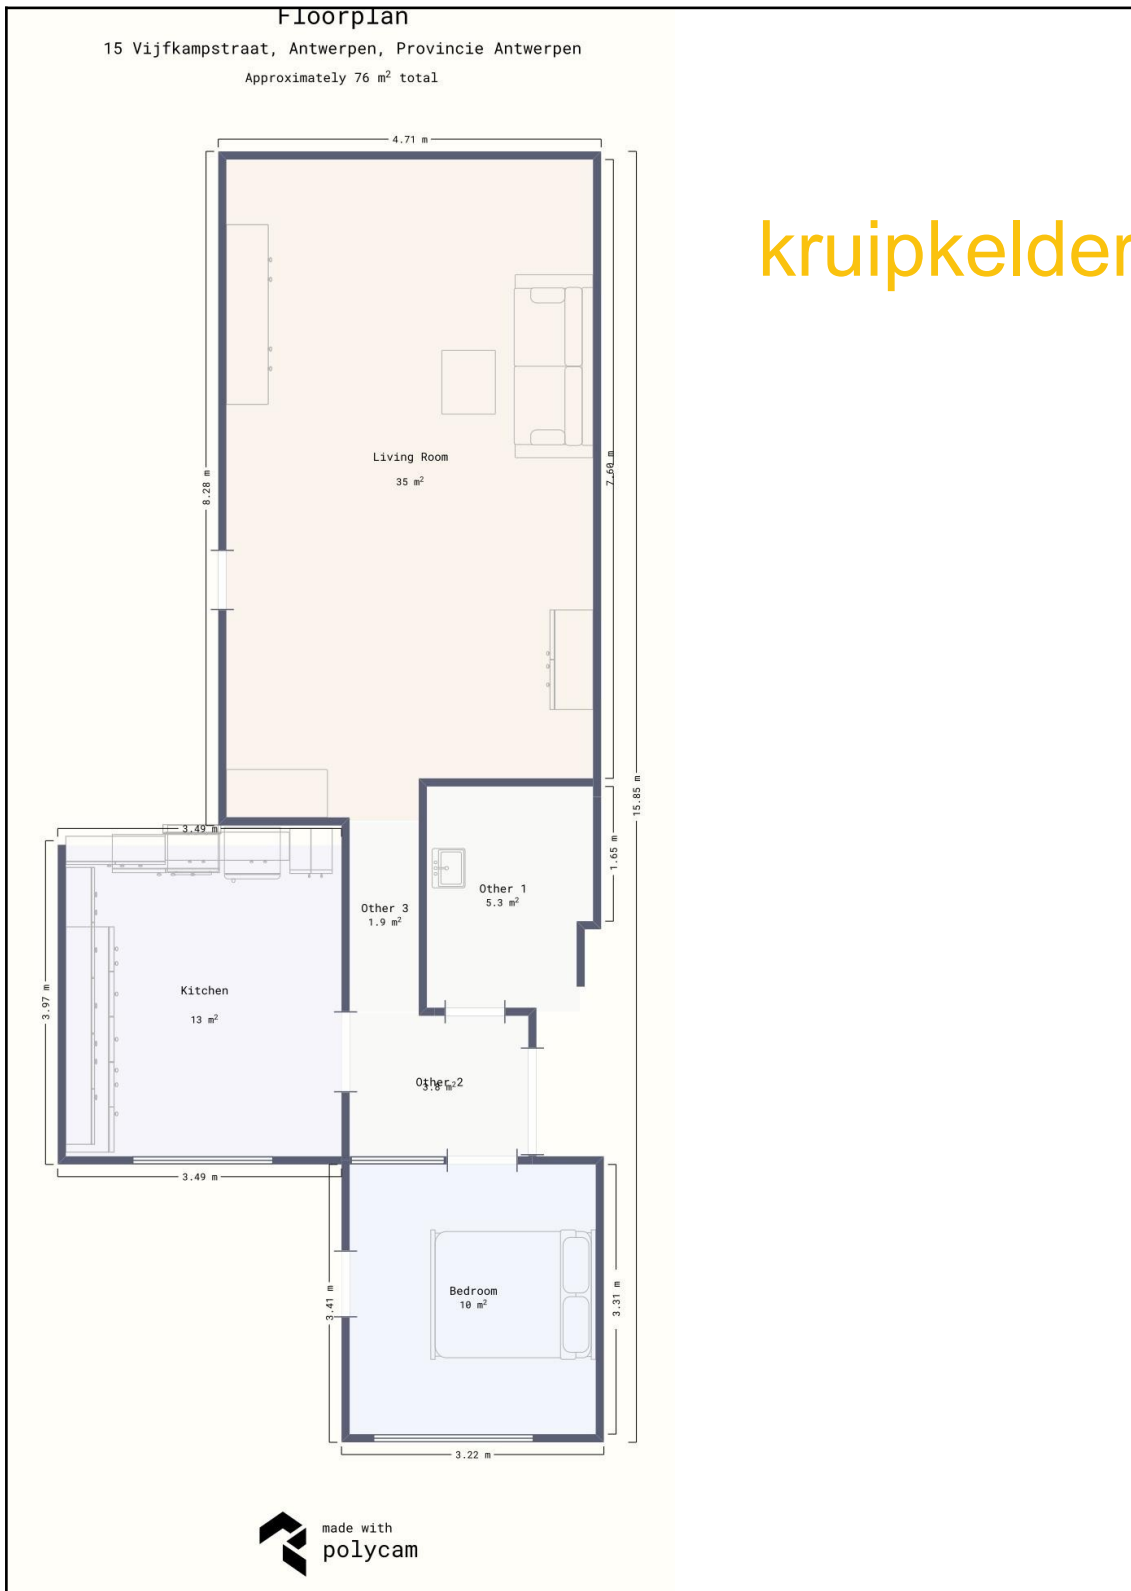 Floorplan
15 Vijfkampstraat, Antwerpen, Provincie Antwerpen
Approximately 76 m² total
4.71 m
kruipkelder
8.28 m
7.60 m
Living Room
35 m²
15.85 m
3.49 m
1.65 m
Other 1
5.3 m²
Other 3
1.9 m²
Kitchen
13 m²
3.97 m
Other 2
3.8 m²
3.49 m
3.41 m
3.31 m
Bedroom
10 m²
3.22 m
made with
polycam